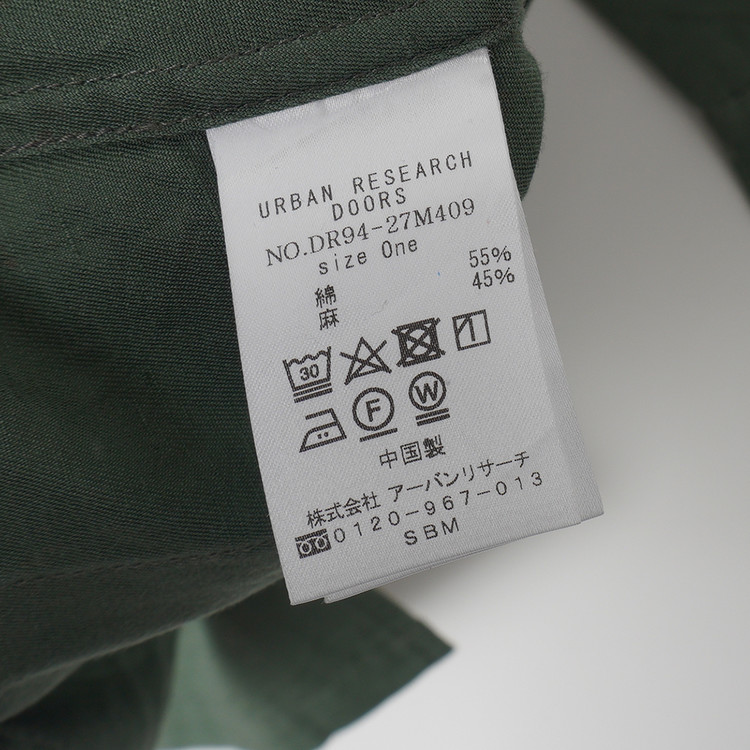 URBAN RESEARCH
DOORS
NO.DR94-27M409
size One
綿 55%
麻 45%
30
F W
中国製
株式会社 アーバンリサーチ
0120-967-013
SBM